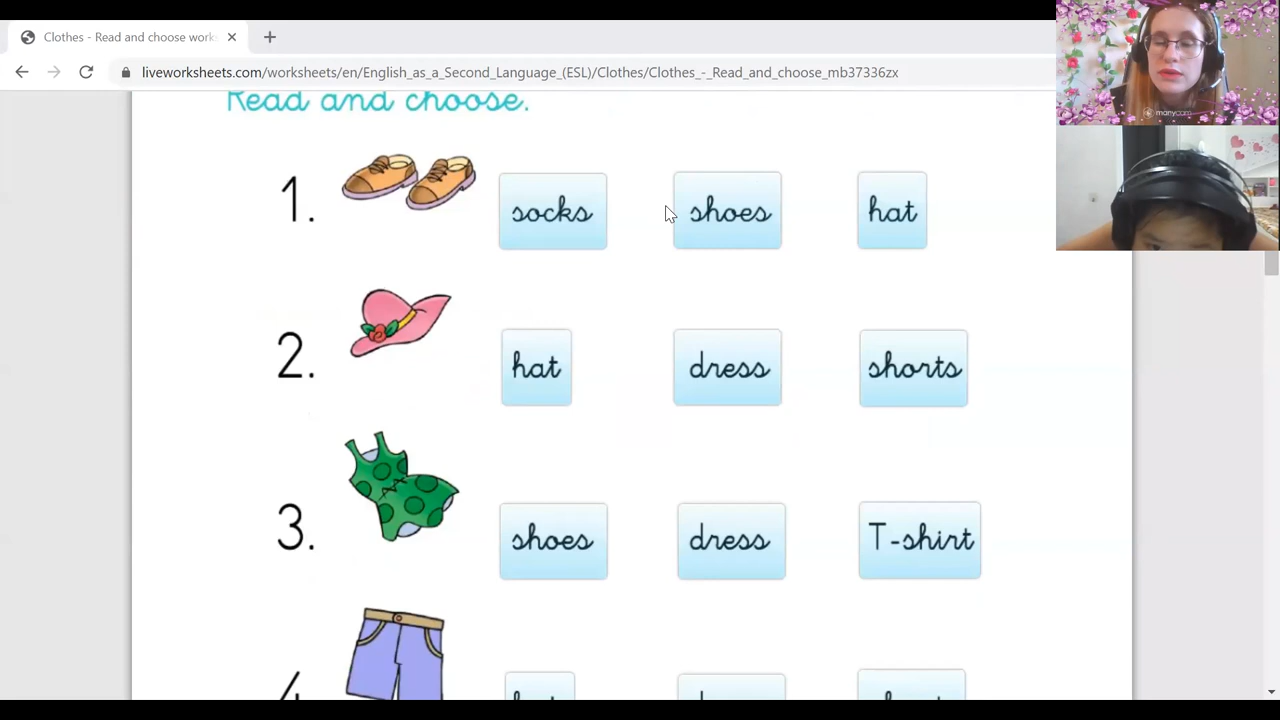 Clothes - Read and choose work
liveworksheets.com/worksheets/en/English_as_a_Second_Language_(ESL)/Clothes/Clothes_-_Read_and_choose_mb37336zx
Read and choose.
1. socks shoes hat
2. hat dress shorts
3. shoes dress T-shirt
4.
manycam